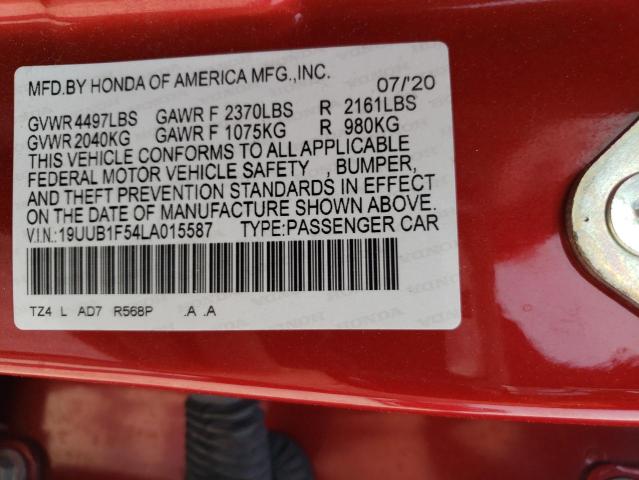 MFD.BY HONDA OF AMERICA MFG.,INC. 07/'20
GVWR 4497LBS GAWR F 2370LBS R 2161LBS
GVWR 2040KG GAWR F 1075KG R 980KG
THIS VEHICLE CONFORMS TO ALL APPLICABLE
FEDERAL MOTOR VEHICLE SAFETY , BUMPER,
AND THEFT PREVENTION STANDARDS IN EFFECT
ON THE DATE OF MANUFACTURE SHOWN ABOVE.
V.I.N.:19UUB1F54LA015587 TYPE:PASSENGER CAR
TZ4 L AD7 R568P .A .A